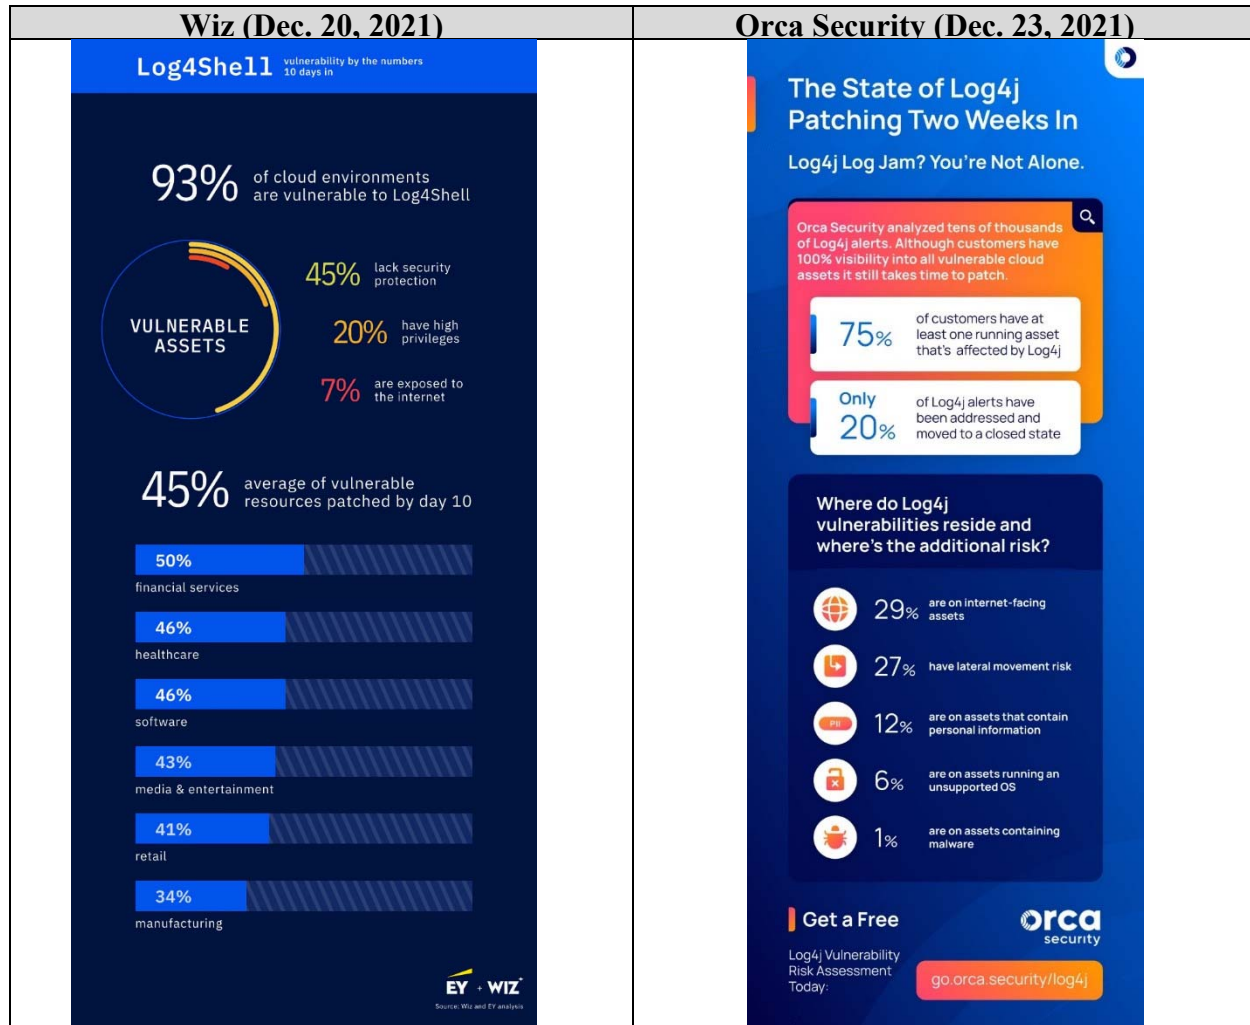 Wiz (Dec. 20, 2021)
Orca Security (Dec. 23, 2021)
Log4Shell
vulnerability by the numbers
10 days in
93%
of cloud environments
are vulnerable to Log4Shell
VULNERABLE
ASSETS
45%
lack security
protection
20%
have high
privileges
7%
are exposed to
the internet
45%
average of vulnerable
resources patched by day 10
50%
financial services
46%
healthcare
46%
software
43%
media & entertainment
41%
retail
34%
manufacturing
EY + WIZ
Source: Wiz and EY analysis
The State of Log4j
Patching Two Weeks In
Log4j Log Jam? You're Not Alone.
Orca Security analyzed tens of thousands
of Log4j alerts. Although customers have
100% visibility into all vulnerable cloud
assets it still takes time to patch.
75%
of customers have at
least one running asset
that's affected by Log4j
Only
20%
of Log4j alerts have
been addressed and
moved to a closed state
Where do Log4j
vulnerabilities reside and
where's the additional risk?
29%
are on internet-facing
assets
27%
have lateral movement risk
PII
12%
are on assets that contain
personal information
6%
are on assets running an
unsupported OS
1%
are on assets containing
malware
Get a Free
Log4j Vulnerability
Risk Assessment
Today:
orca
security
go.orca.security/log4j